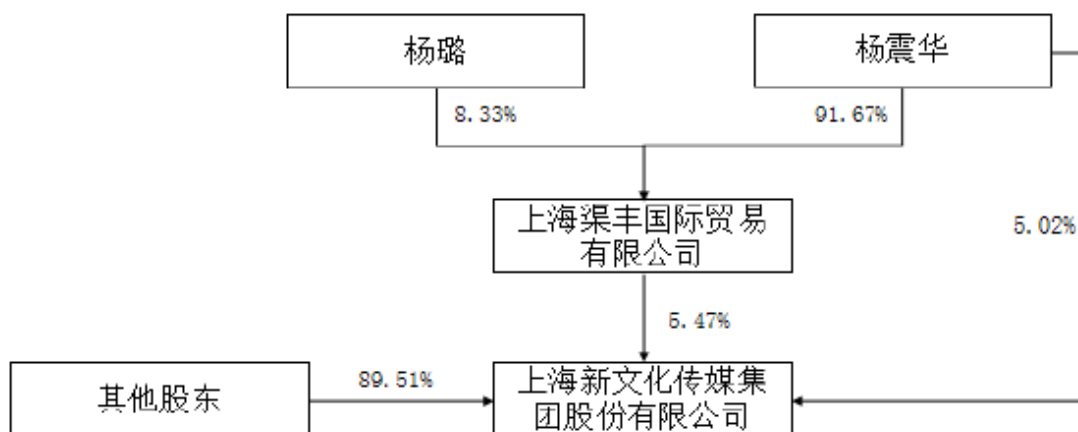 杨璐
杨震华
8.33%
91.67%
上海渠丰国际贸易
有限公司
5.02%
5.47%
其他股东
89.51%
上海新文化传媒集
团股份有限公司